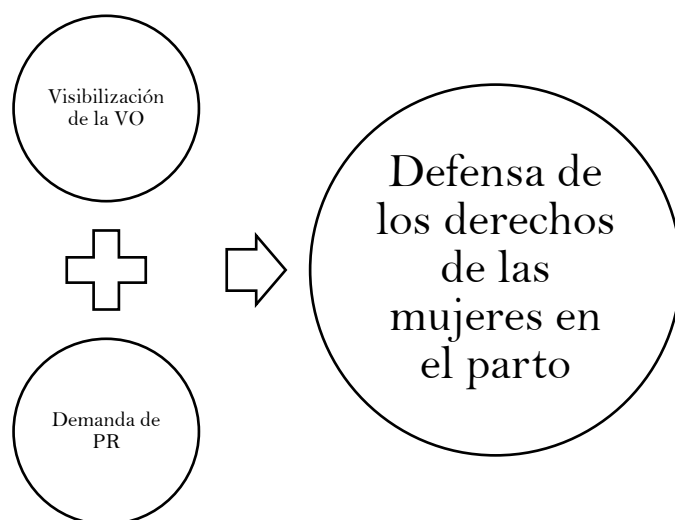 Visibilización
de la VO
Demanda de
PR
Defensa de
los derechos
de las
mujeres en
el parto